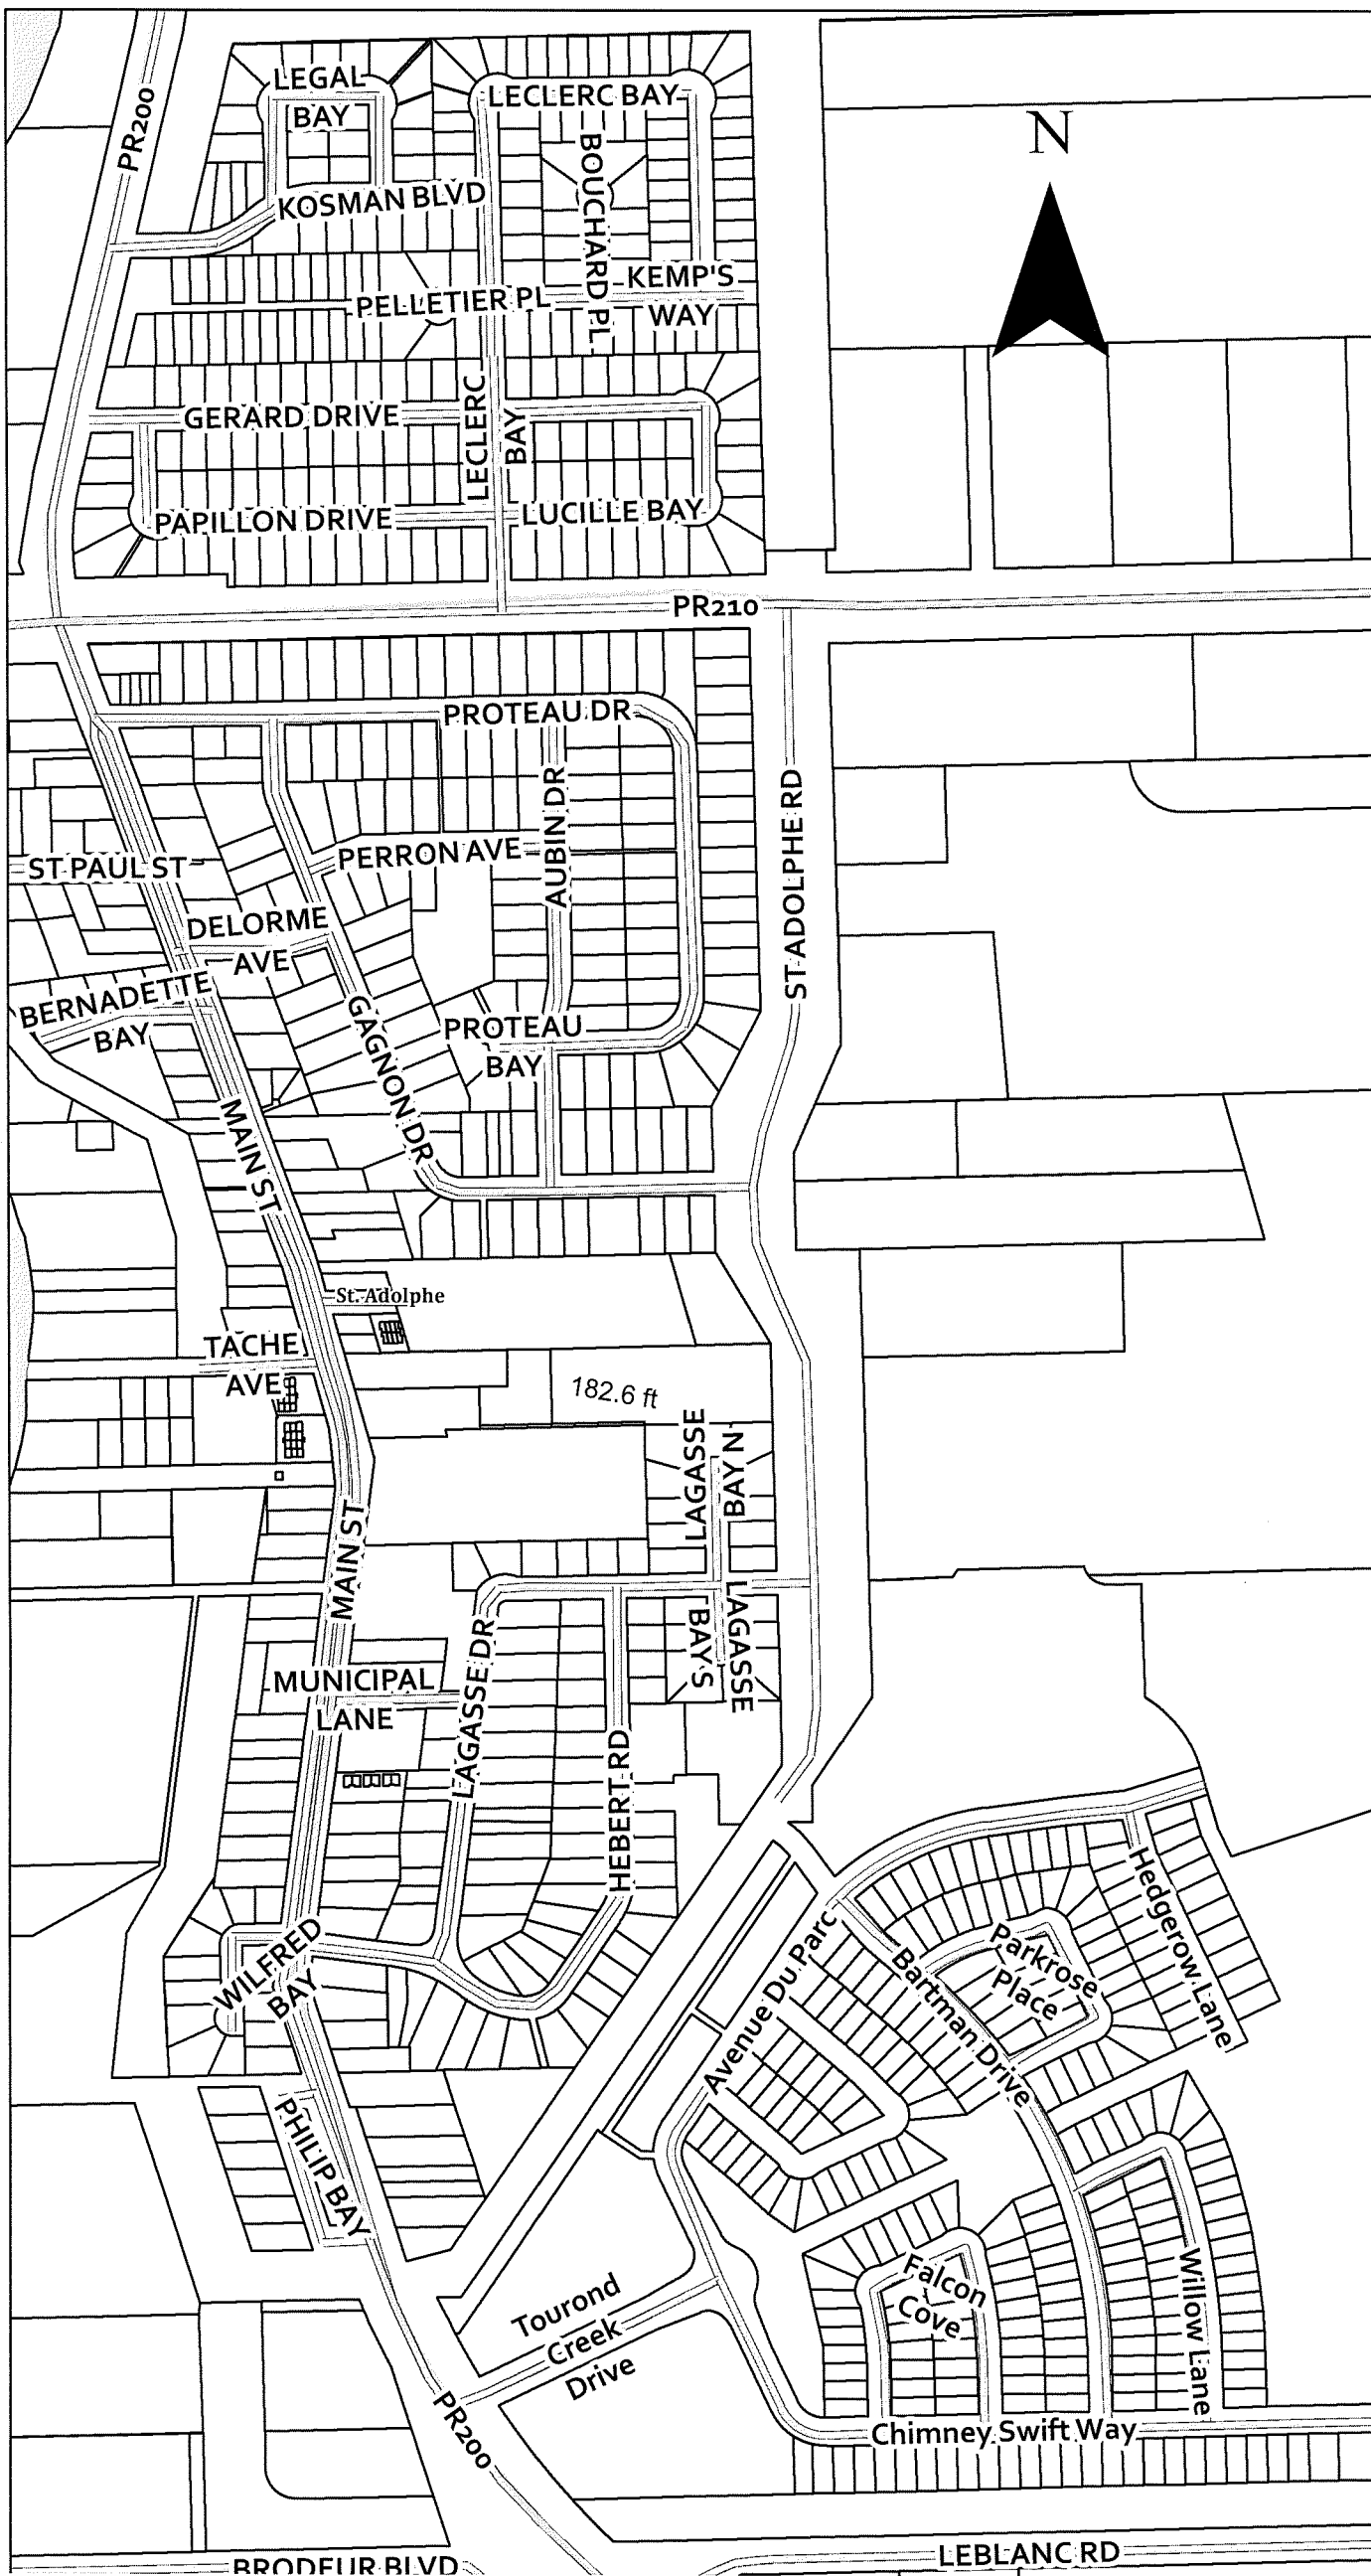 PR200
LEGAL
BAY
LECLERC BAY
N
BOUCHARD PL
KOSMAN BLVD
KEMP'S
WAY
PELLETIER PL
LECLERC
BAY
GERARD DRIVE
PAPILLON DRIVE
LUCILLE BAY
PR210
PROTEAU DR
AUBIN DR
ST ADOLPHE RD
PERRON AVE
ST PAUL ST
DELORME
AVE
BERNADETTE
BAY
GAGNON DR
PROTEAU
BAY
MAIN ST
St. Adolphe
TACHE
AVE
182.6 ft
LAGASSE
BAY N
MAIN ST
LAGASSE
BAY S
LAGASSE DR
MUNICIPAL
LANE
HEBERT RD
Hedgerow Lane
WILFRED
BAY
Avenue Du Parc
Bartman Drive
Parkrose
Place
PHILIP BAY
Falcon
Cove
Willow Lane
Tourond
Creek
Drive
PR200
Chimney Swift Way
LEBLANC RD
BRODEUR BLVD